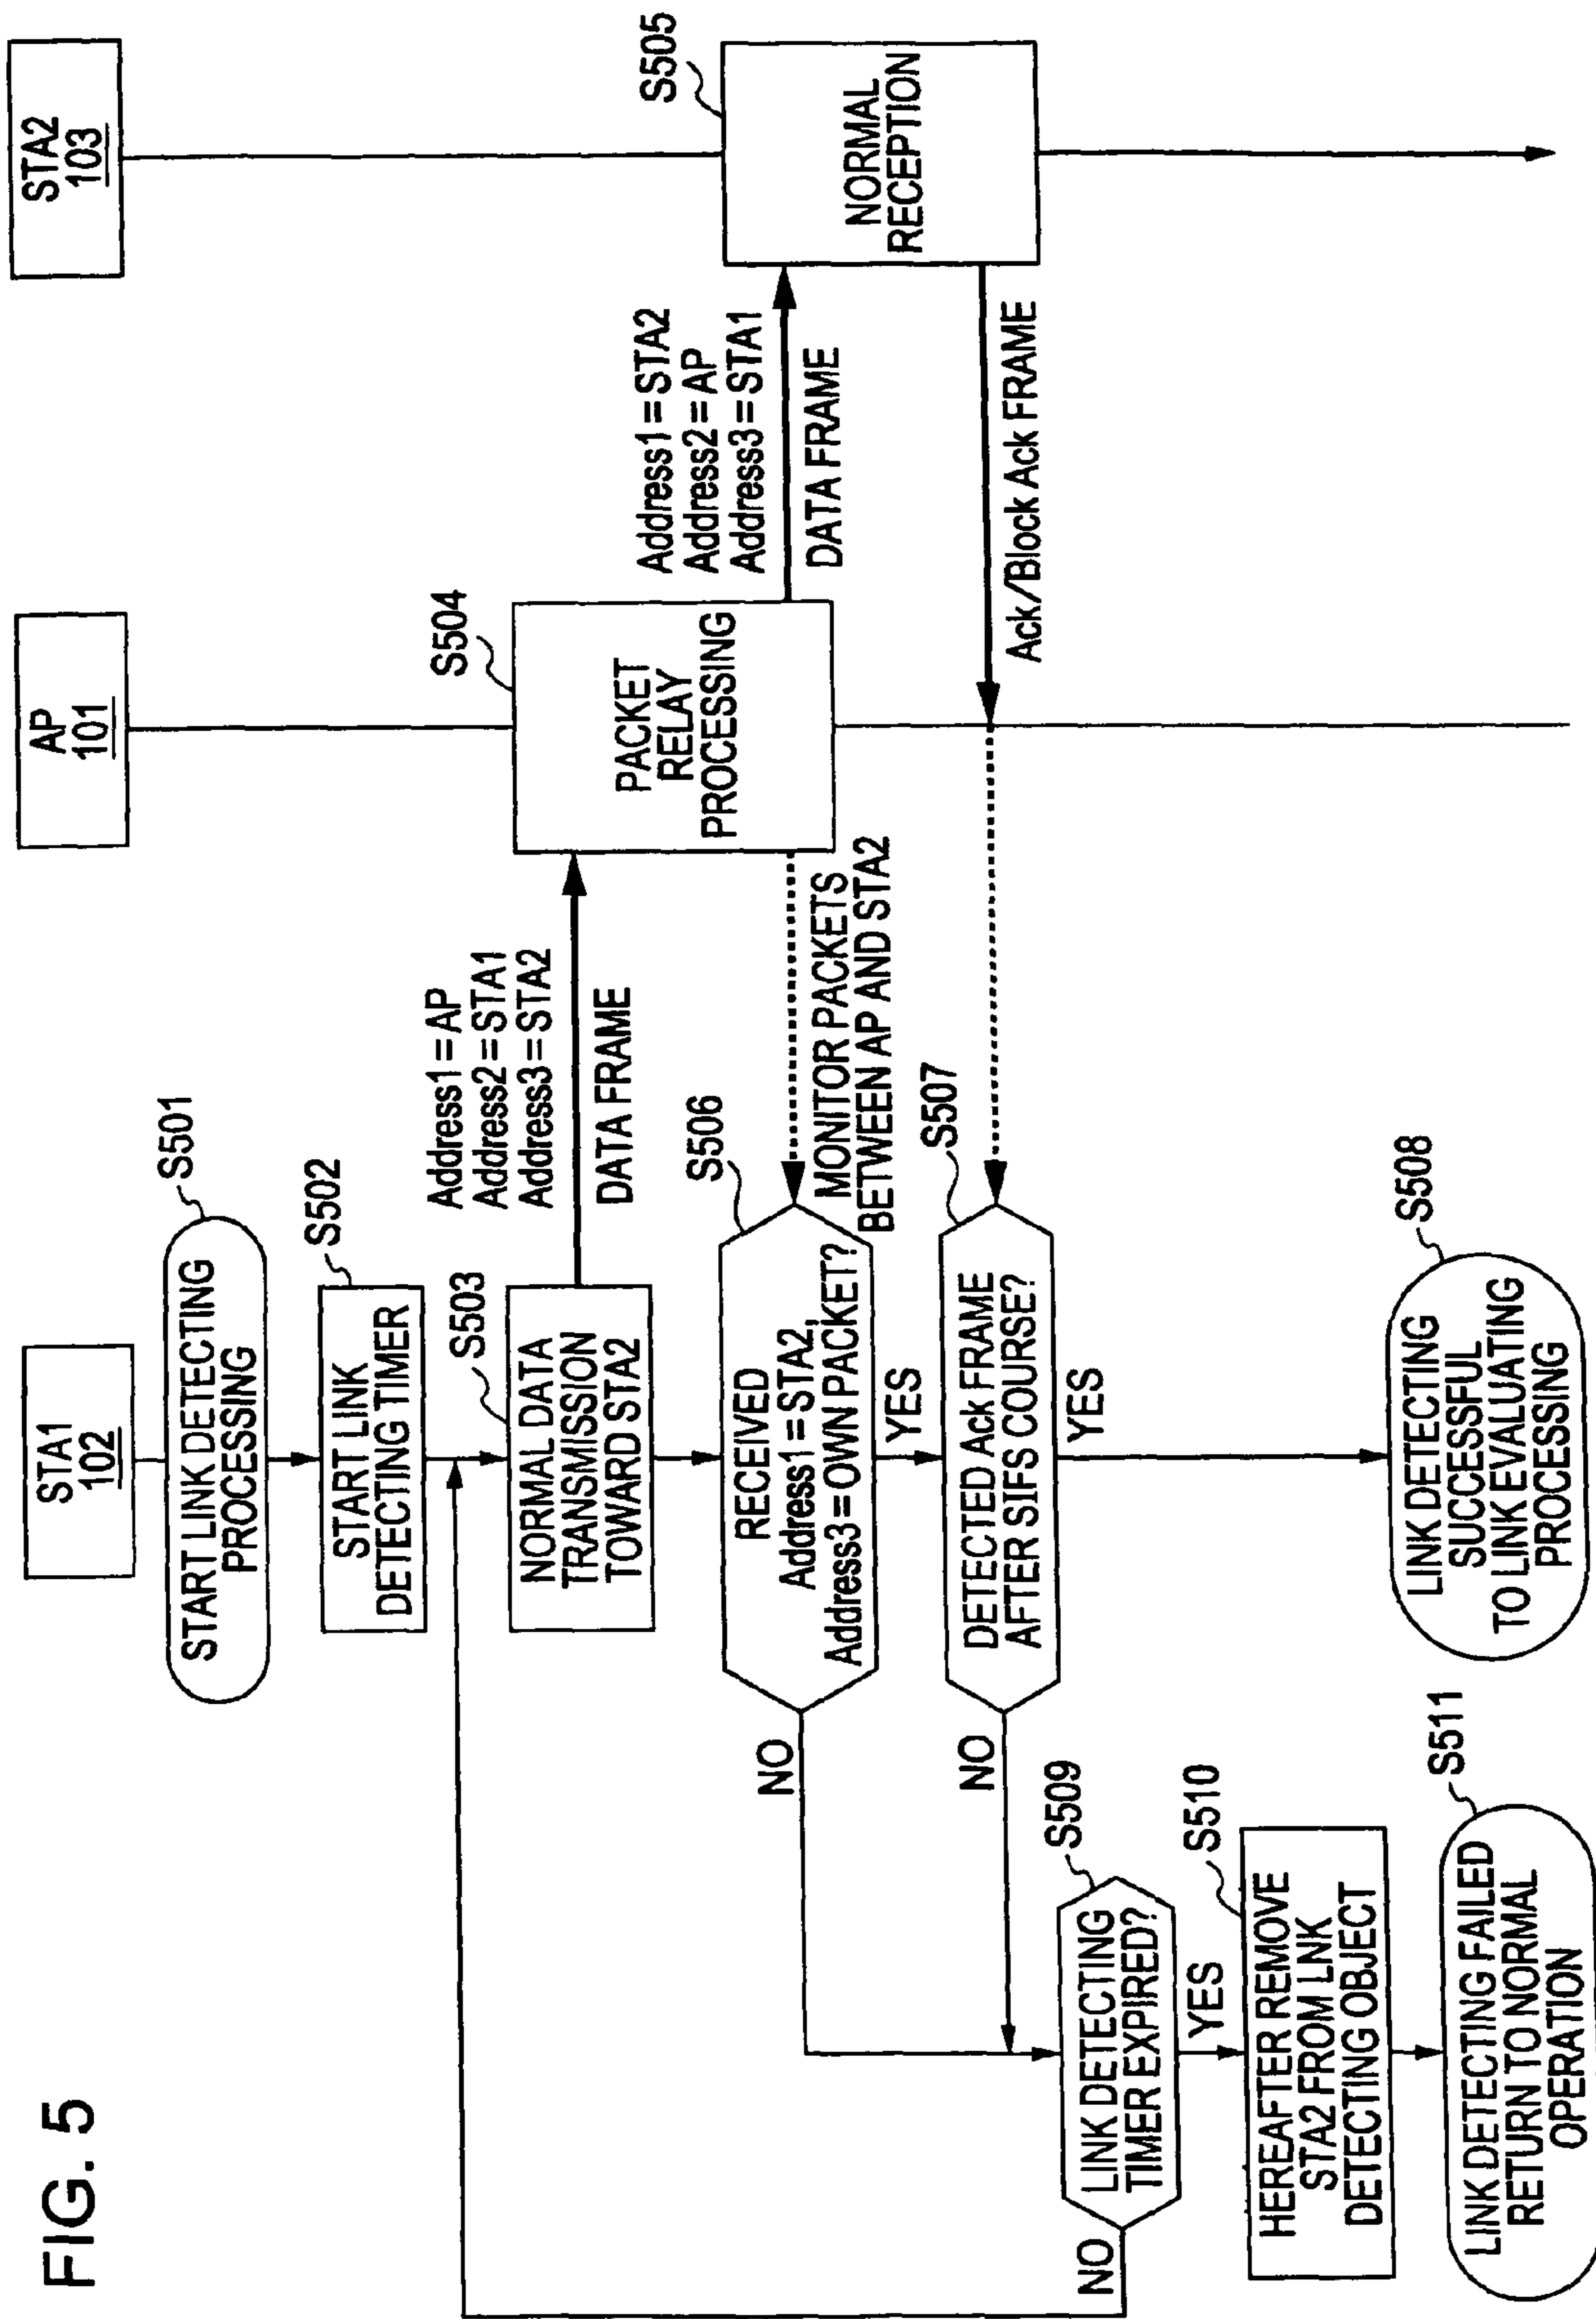 FIG. 5
STA1
102
AP
101
STA2
103
START LINK DETECTING
PROCESSING
S501
START LINK
DETECTING TIMER
S502
NORMAL DATA
TRANSMISSION
TOWARD STA2
S503
Address1=AP
Address2=STA1
Address3=STA2
DATA FRAME
PACKET
RELAY
PROCESSING
S504
Address1=STA2
Address2=AP
Address3=STA1
DATA FRAME
NORMAL
RECEPTION
S505
RECEIVED
Address1=STA2,
Address3=OWN PACKET?
S506
MONITOR PACKETS
BETWEEN AP AND STA2
NO
YES
Ack/Block Ack FRAME
DETECTED Ack FRAME
AFTER SIFS COURSE?
S507
NO
YES
LINK DETECTING
TIMER EXPIRED?
S509
NO
YES
HEREAFTER REMOVE
STA2 FROM LNK
DETECTING OBJECT
S510
LINK DETECTING
SUCCESSFUL
TO LINK EVALUATING
PROCESSING
S508
LINK DETECTING FAILED
RETURN TO NORMAL
OPERATION
S511